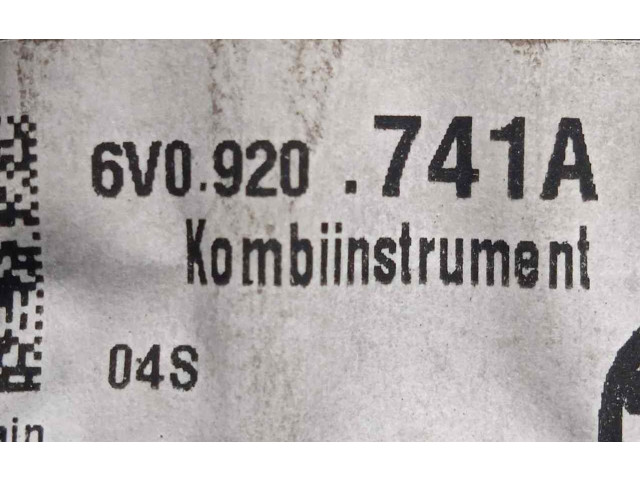 6V0.920 .741A
Kombiinstrument
04S